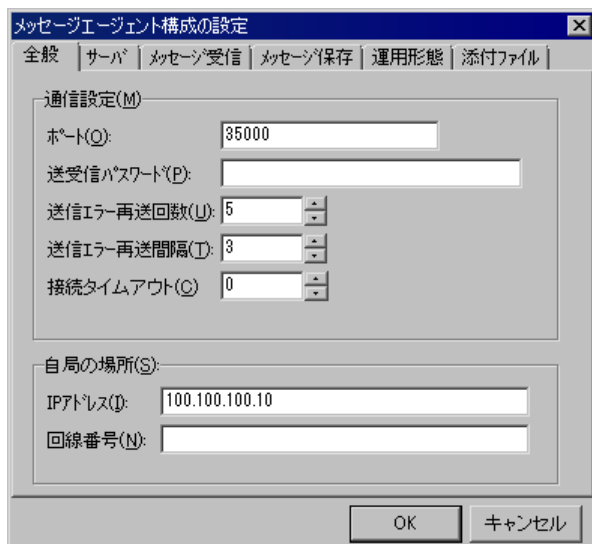 メッセージエージェント構成の設定
全般 サーバ メッセージ受信 メッセージ保存 運用形態 添付ファイル
通信設定(M)
ポート(O): 35000
送受信パスワード(P):
送信エラー再送回数(U): 5
送信エラー再送間隔(T): 3
接続タイムアウト(C) 0
自局の場所(S):
IPアドレス(I): 100.100.100.10
回線番号(N):
OK キャンセル